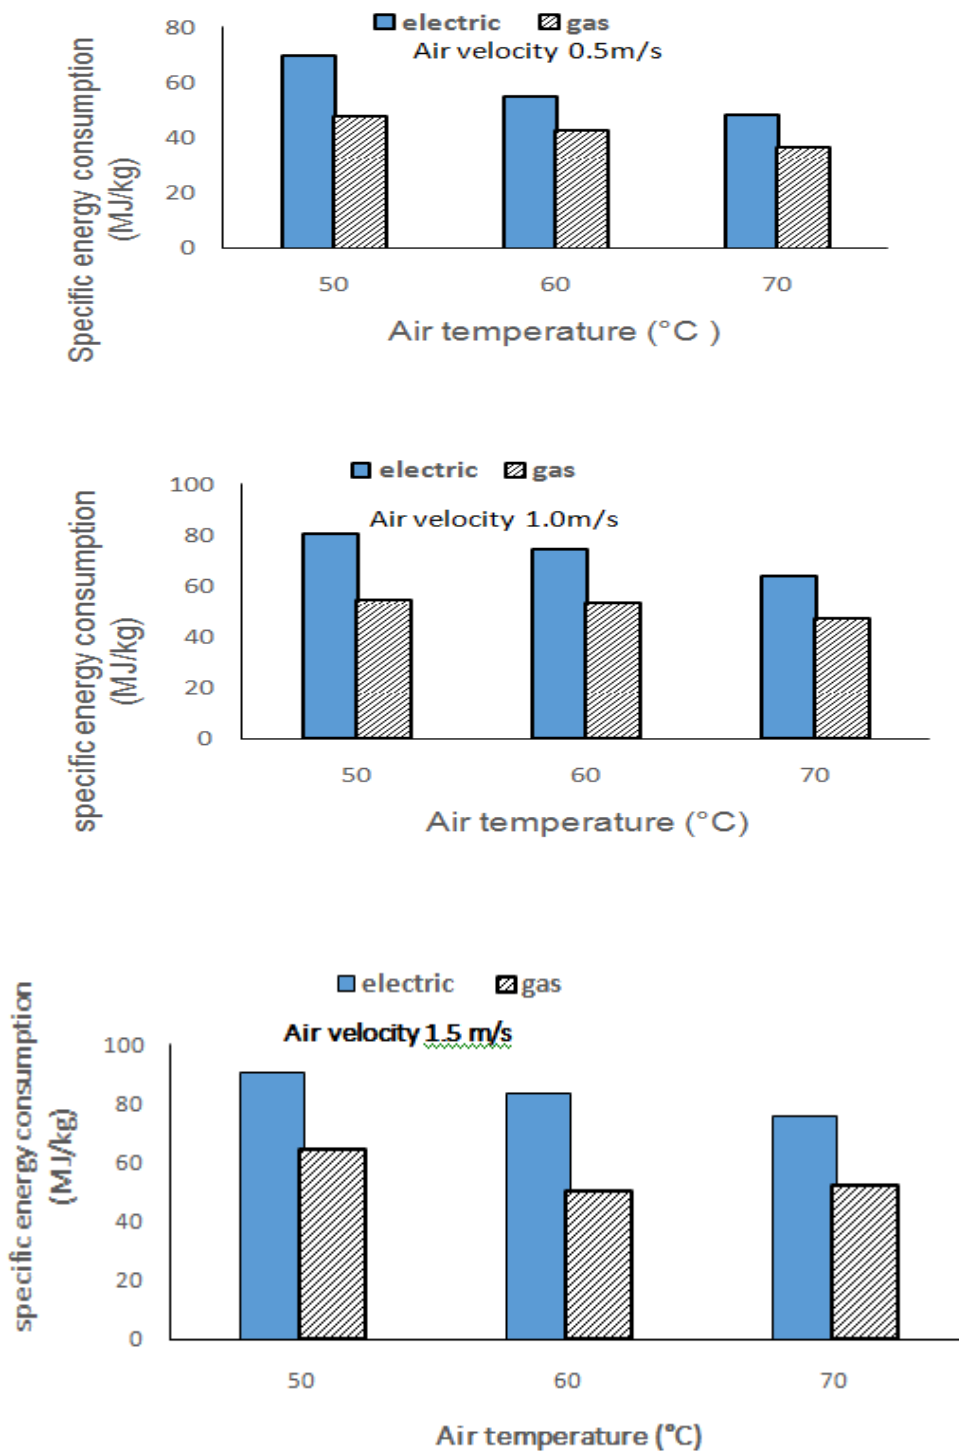 electric gas
Air velocity 0.5m/s
Specific energy consumption
(MJ/kg)
80
60
40
20
0
50 60 70
Air temperature (°C )
electric gas
Air velocity 1.0m/s
specific energy consumption
(MJ/kg)
100
80
60
40
20
0
50 60 70
Air temperature (°C)
electric gas
Air velocity 1.5 m/s
specific energy consumption
(MJ/kg)
100
80
60
40
20
0
50 60 70
Air temperature (°C)